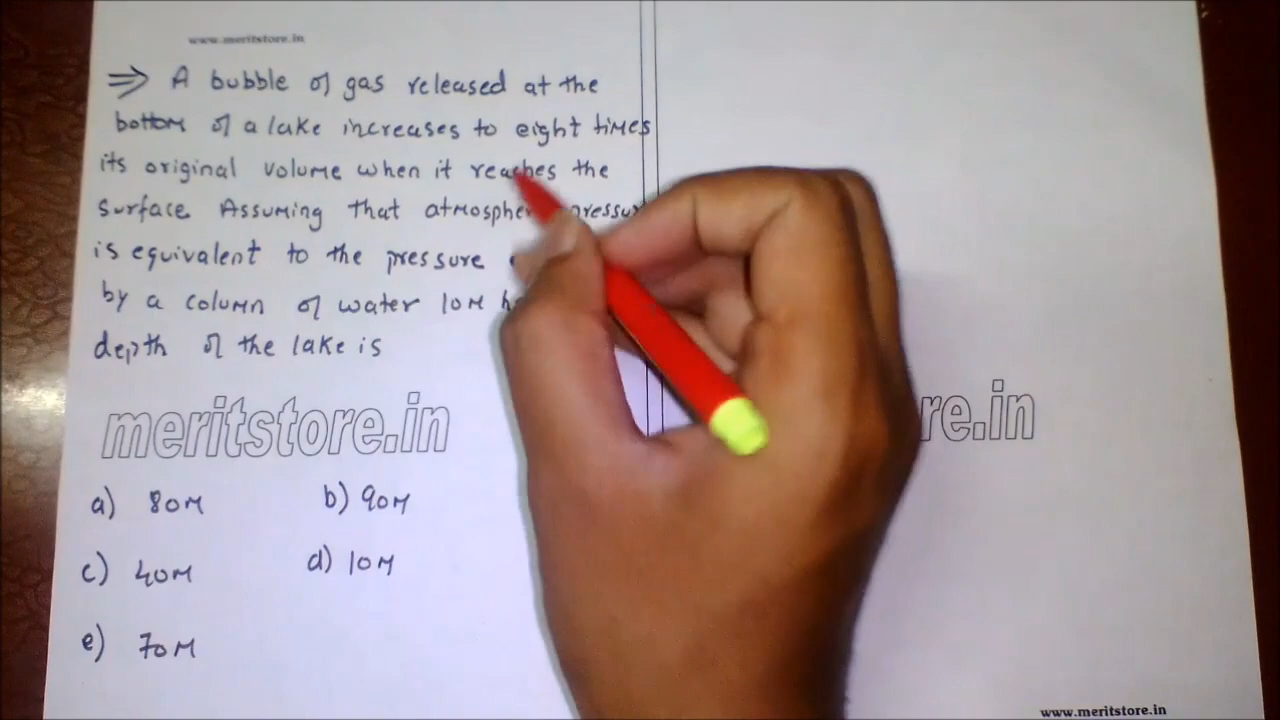 www.meritstore.in
⇒ A bubble of gas released at the
bottom of a lake increases to eight times
its original volume when it reaches the
surface. Assuming that
is equivalent to the pressure
by a column of water 10M
depth of the lake is
meritstore.in
re.in
a) 80M b) 90M
c) 40M d) 10M
e) 70M
www.meritstore.in